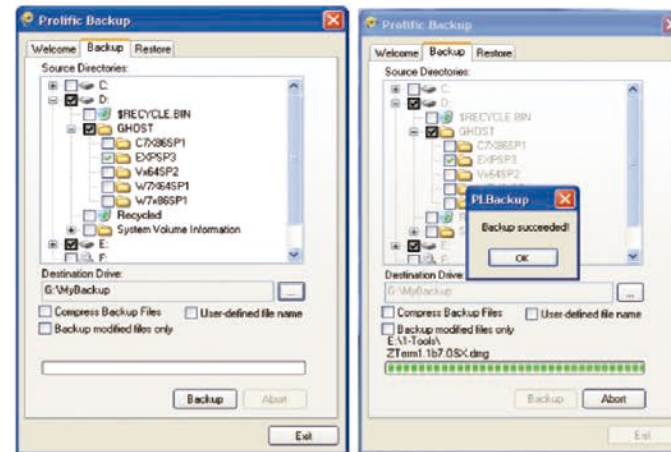 Prolific Backup
Welcome Backup Restore
Source Directories:
C:
D:
$RECYCLE.BIN
GHOST
C7X86SP1
EXPSP3
Vx64SP2
W7X64SP1
W7x86SP1
Recycled
System Volume Information
E:
F:
Destination Drive:
G:\MyBackup
...
Compress Backup Files User-defined file name
Backup modified files only
Backup Abort
Exit
Prolific Backup
Welcome Backup Restore
Source Directories:
C:
D:
$RECYCLE.BIN
GHOST
C7X86SP1
EXPSP3
Vx64SP2
PLBackup
Backup succeeded!
OK
E:
F:
Destination Drive:
G:\MyBackup
...
Compress Backup Files User-defined file name
Backup modified files only
E:\1-Tools\
ZTerm1.1b7.OSX.dmg
Backup Abort
Exit